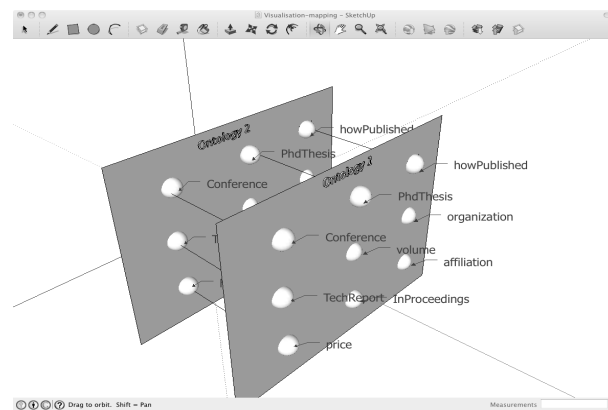 Visualisation-mapping - SketchUp
Ontology 2
howPublished
PhdThesis
Conference
Ontology 1
howPublished
PhdThesis
organization
Conference
volume
affiliation
TechReport
InProceedings
price
Drag to orbit. Shift = Pan
Measurements